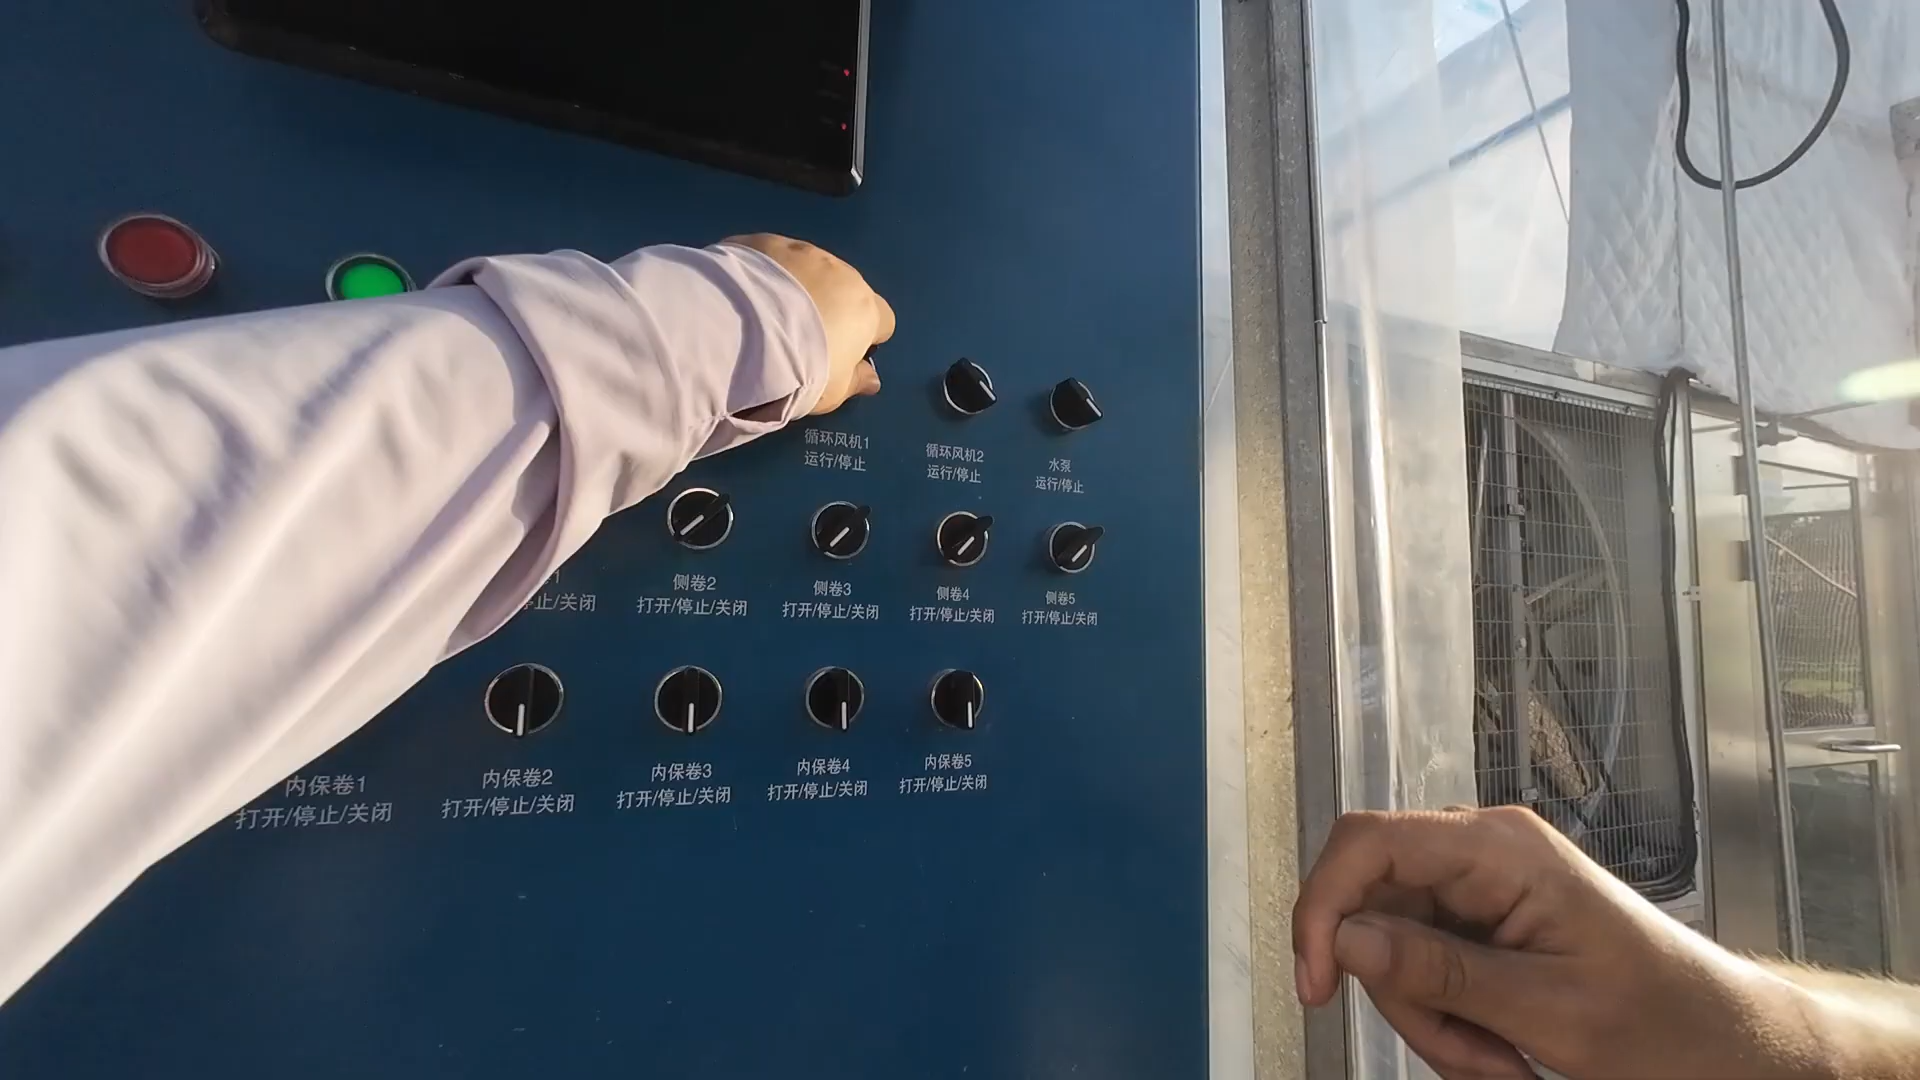 循环风机1
运行/停止
循环风机2
运行/停止
水泵
运行/停止
1
停止/关闭
侧卷2
打开/停止/关闭
侧卷3
打开/停止/关闭
侧卷4
打开/停止/关闭
侧卷5
打开/停止/关闭
内保卷1
打开/停止/关闭
内保卷2
打开/停止/关闭
内保卷3
打开/停止/关闭
内保卷4
打开/停止/关闭
内保卷5
打开/停止/关闭